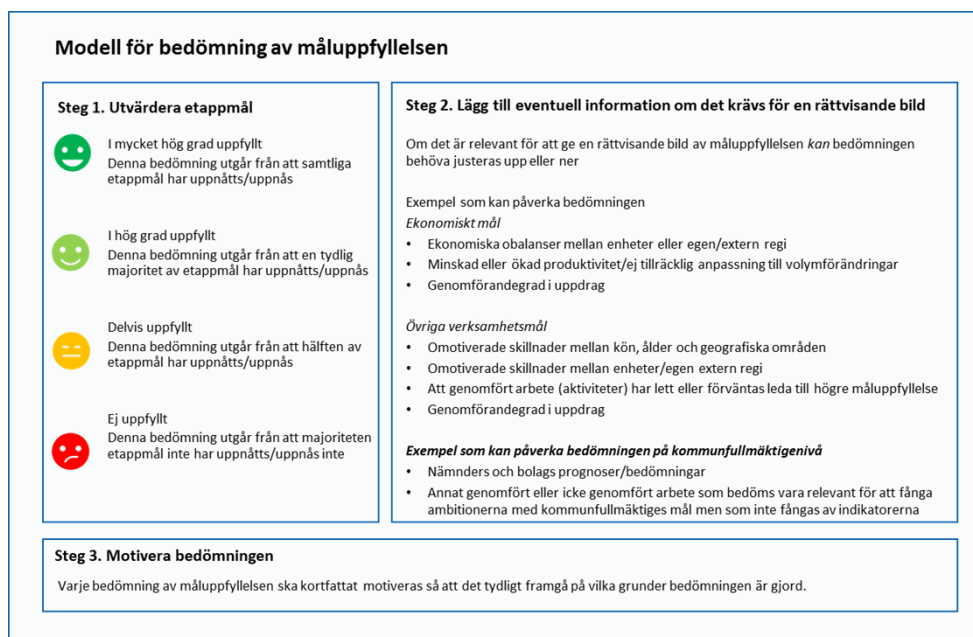 Modell för bedömning av måluppfyllelsen
Steg 1. Utvärdera etappmål
I mycket hög grad uppfyllt
Denna bedömning utgår från att samtliga
etappmål har uppnåtts/uppnås
I hög grad uppfyllt
Denna bedömning utgår från att en tydlig
majoritet av etappmål har uppnåtts/uppnås
Delvis uppfyllt
Denna bedömning utgår från att hälften av
etappmål har uppnåtts/uppnås
Ej uppfyllt
Denna bedömning utgår från att majoriteten
etappmål inte har uppnåtts/uppnås inte
Steg 2. Lägg till eventuell information om det krävs för en rättvisande bild
Om det är relevant för att ge en rättvisande bild av måluppfyllelsen kan bedömningen
behöva justeras upp eller ner
Exempel som kan påverka bedömningen
Ekonomiskt mål
• Ekonomiska obalanser mellan enheter eller egen/extern regi
• Minskad eller ökad produktivitet/ej tillräcklig anpassning till volymförändringar
• Genomförandegrad i uppdrag
Övriga verksamhetsmål
• Omotiverade skillnader mellan kön, ålder och geografiska områden
• Omotiverade skillnader mellan enheter/egen extern regi
• Att genomfört arbete (aktiviteter) har lett eller förväntas leda till högre måluppfyllelse
• Genomförandegrad i uppdrag
Exempel som kan påverka bedömningen på kommunfullmäktigenivå
• Nämnders och bolags prognoser/bedömningar
• Annat genomfört eller icke genomfört arbete som bedöms vara relevant för att fånga
ambitionerna med kommunfullmäktiges mål men som inte fångas av indikatorerna
Steg 3. Motivera bedömningen
Varje bedömning av måluppfyllelsen ska kortfattat motiveras så att det tydligt framgå på vilka grunder bedömningen är gjord.